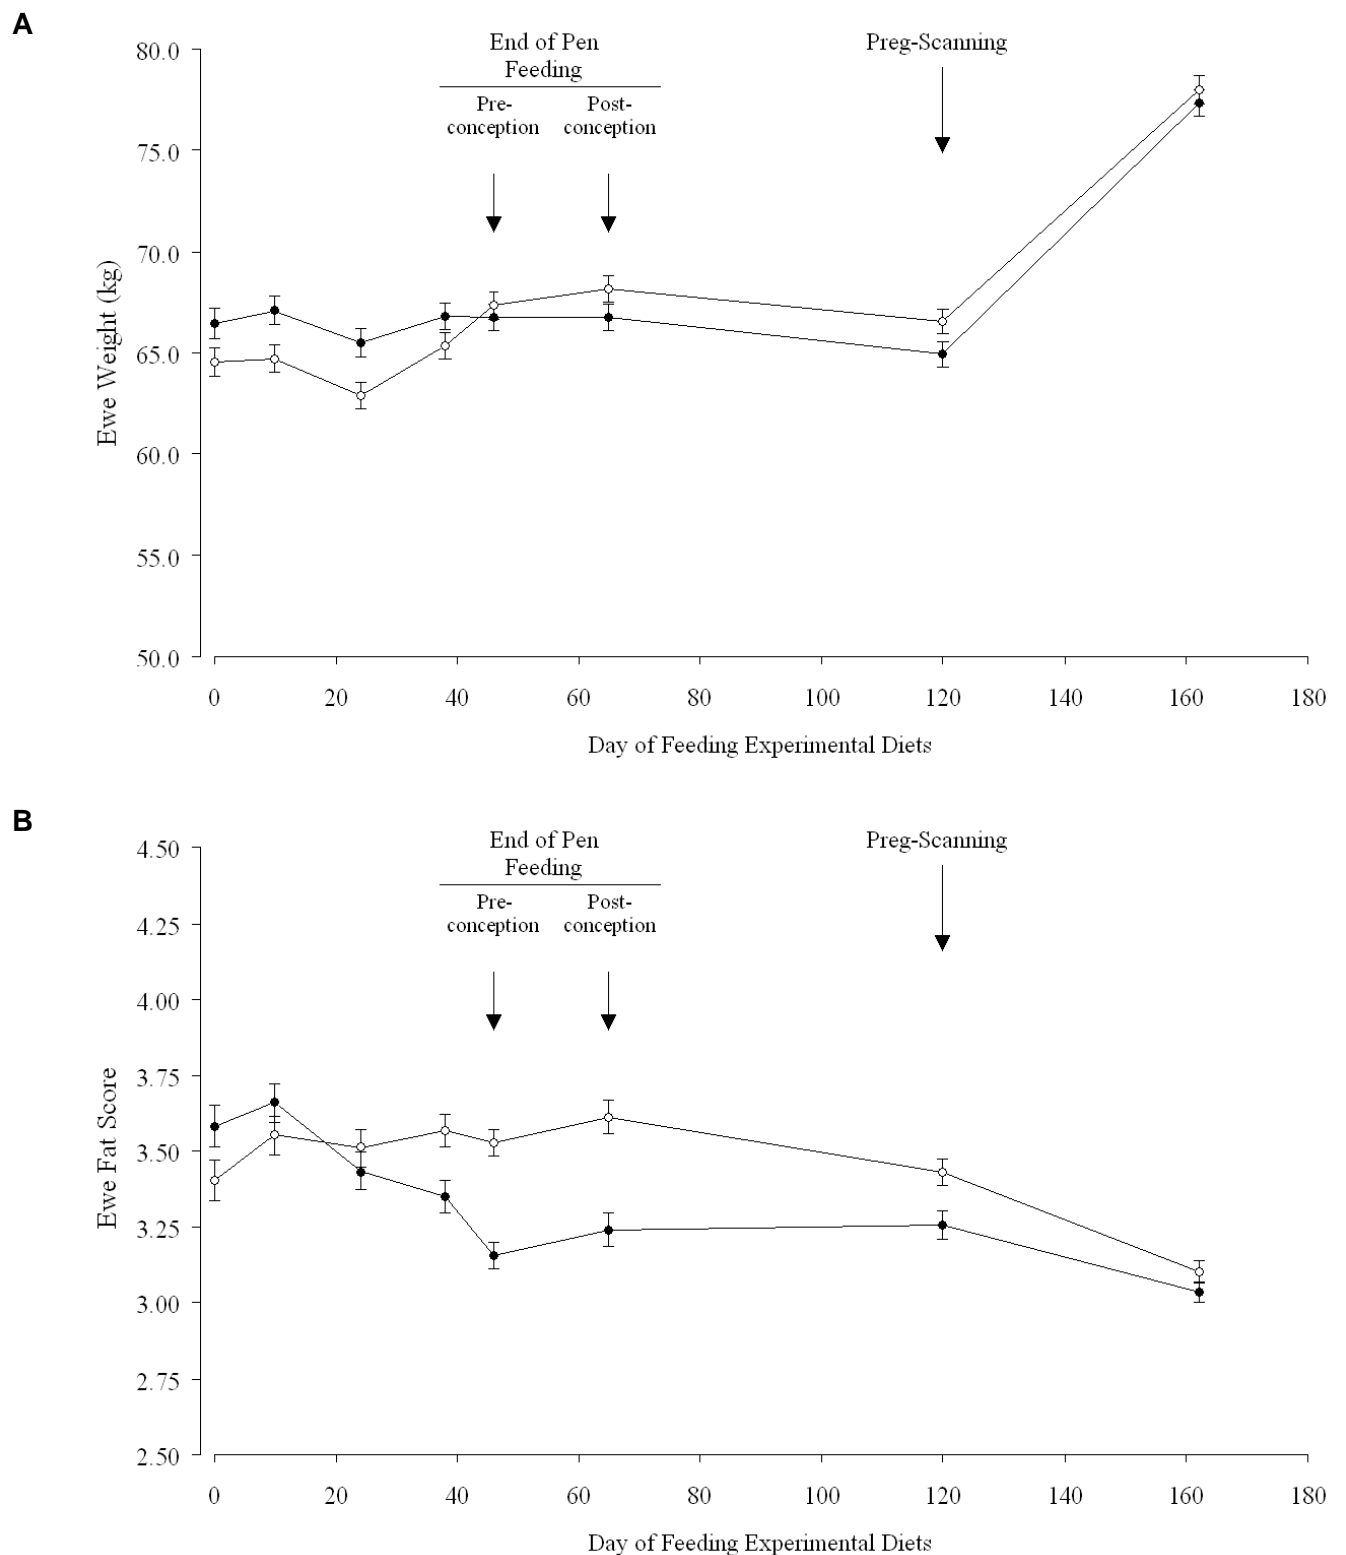 A
End of Pen
Feeding
Preg-Scanning
Pre-
conception
Post-
conception
Ewe Weight (kg)
80.0
75.0
70.0
65.0
60.0
55.0
50.0
0 20 40 60 80 100 120 140 160 180
Day of Feeding Experimental Diets
B
End of Pen
Feeding
Preg-Scanning
Pre-
conception
Post-
conception
Ewe Fat Score
4.50
4.25
4.00
3.75
3.50
3.25
3.00
2.75
2.50
0 20 40 60 80 100 120 140 160 180
Day of Feeding Experimental Diets